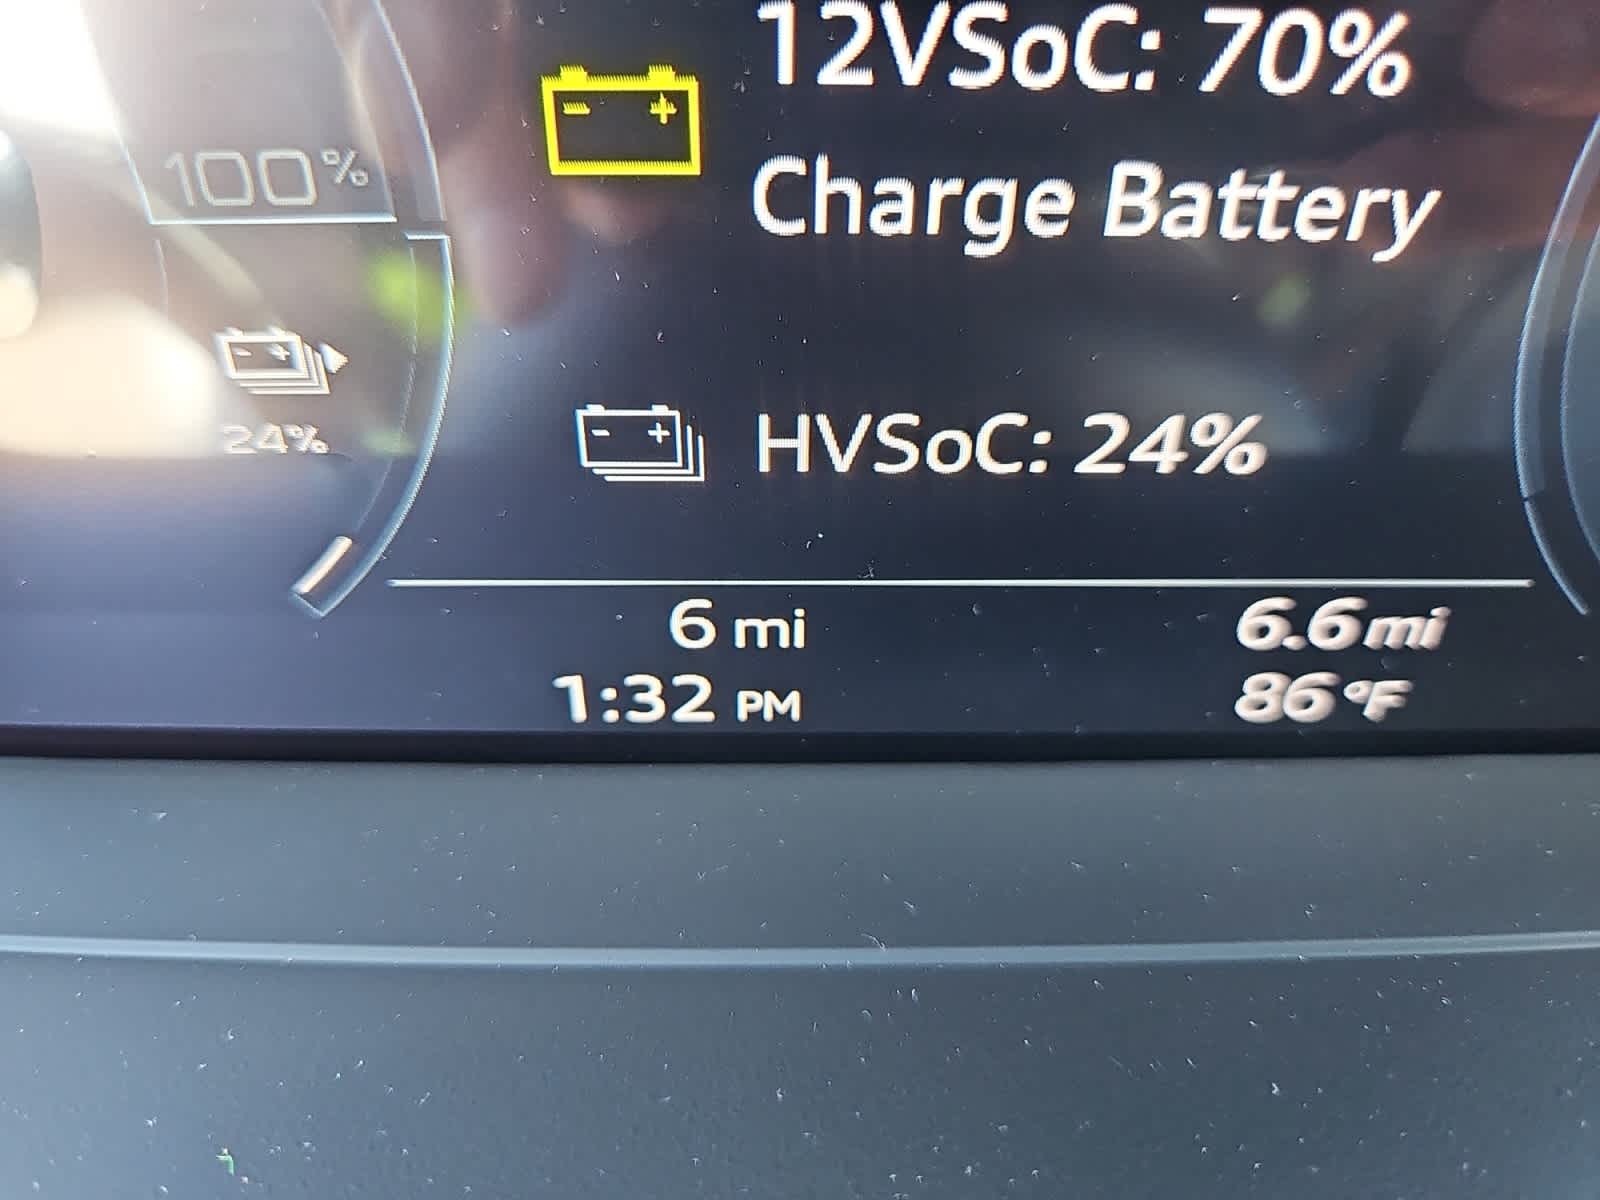 12VSoC: 70%
Charge Battery
100%
24%
HVSoC: 24%
6 mi
6.6 mi
1:32 PM
86 °F